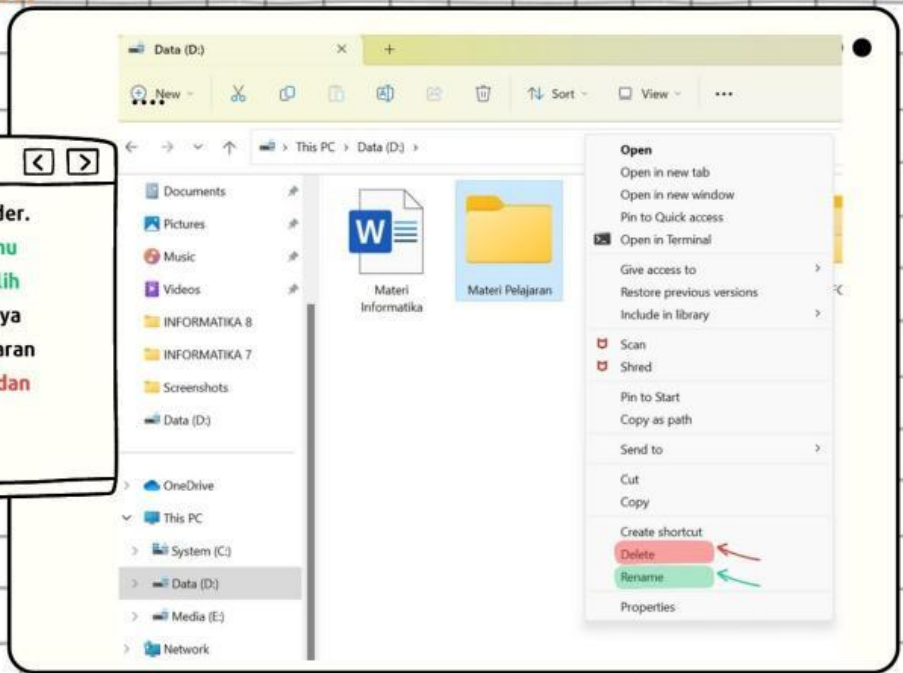 Data (D:)
New
Sort
View
This PC > Data (D:) >
der.
nu
lih
ya
aran
dan
Documents
Pictures
Music
Videos
INFORMATIKA 8
INFORMATIKA 7
Screenshots
Data (D:)
OneDrive
This PC
System (C:)
Data (D:)
Media (E:)
Network
W
Materi
Informatika
Materi Pelajaran
Open
Open in new tab
Open in new window
Pin to Quick access
Open in Terminal
Give access to
Restore previous versions
Include in library
Scan
Shred
Pin to Start
Copy as path
Send to
Cut
Copy
Create shortcut
Delete
Rename
Properties